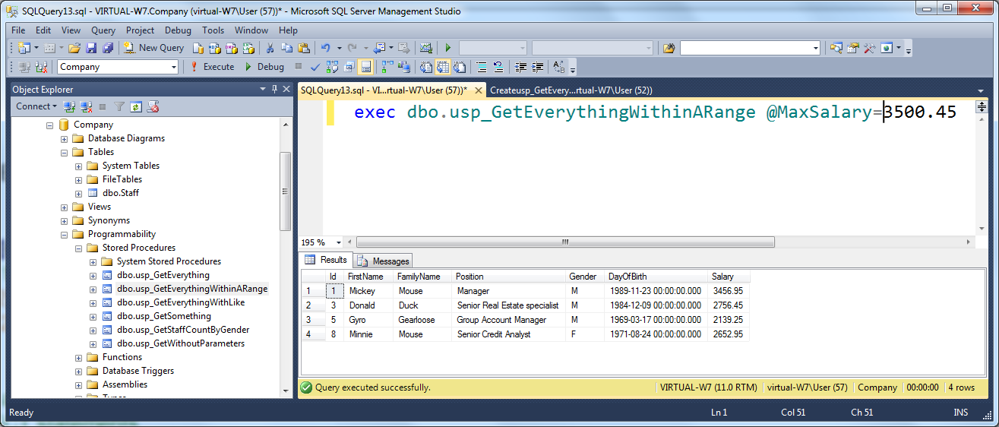 SQLQuery13.sql - VIRTUAL-W7.Company (virtual-W7\User (57))* - Microsoft SQL Server Management Studio
File Edit View Query Project Debug Tools Window Help
New Query
Company Execute Debug
Object Explorer
Connect
Company
Database Diagrams
Tables
System Tables
FileTables
dbo.Staff
Views
Synonyms
Programmability
Stored Procedures
System Stored Procedures
dbo.usp_GetEverything
dbo.usp_GetEverythingWithinARange
dbo.usp_GetEverythingWithLike
dbo.usp_GetSomething
dbo.usp_GetStaffCountByGender
dbo.usp_GetWithoutParameters
Functions
Database Triggers
Assemblies
SQLQuery13.sql - VI...rtual-W7\User (57))* Createusp_GetEvery...rtual-W7\User (52))
exec dbo.usp_GetEverythingWithinARange @MaxSalary=3500.45
195 %
Results Messages
Id FirstName FamilyName Position Gender DayOfBirth Salary
1 1 Mickey Mouse Manager M 1989-11-23 00:00:00.000 3456.95
2 3 Donald Duck Senior Real Estate specialist M 1984-12-09 00:00:00.000 2756.45
3 5 Gyro Gearloose Group Account Manager M 1969-03-17 00:00:00.000 2139.25
4 8 Minnie Mouse Senior Credit Analyst F 1971-08-24 00:00:00.000 2652.95
Query executed successfully. VIRTUAL-W7 (11.0 RTM) virtual-W7\User (57) Company 00:00:00 4 rows
Ready Ln 1 Col 51 Ch 51 INS